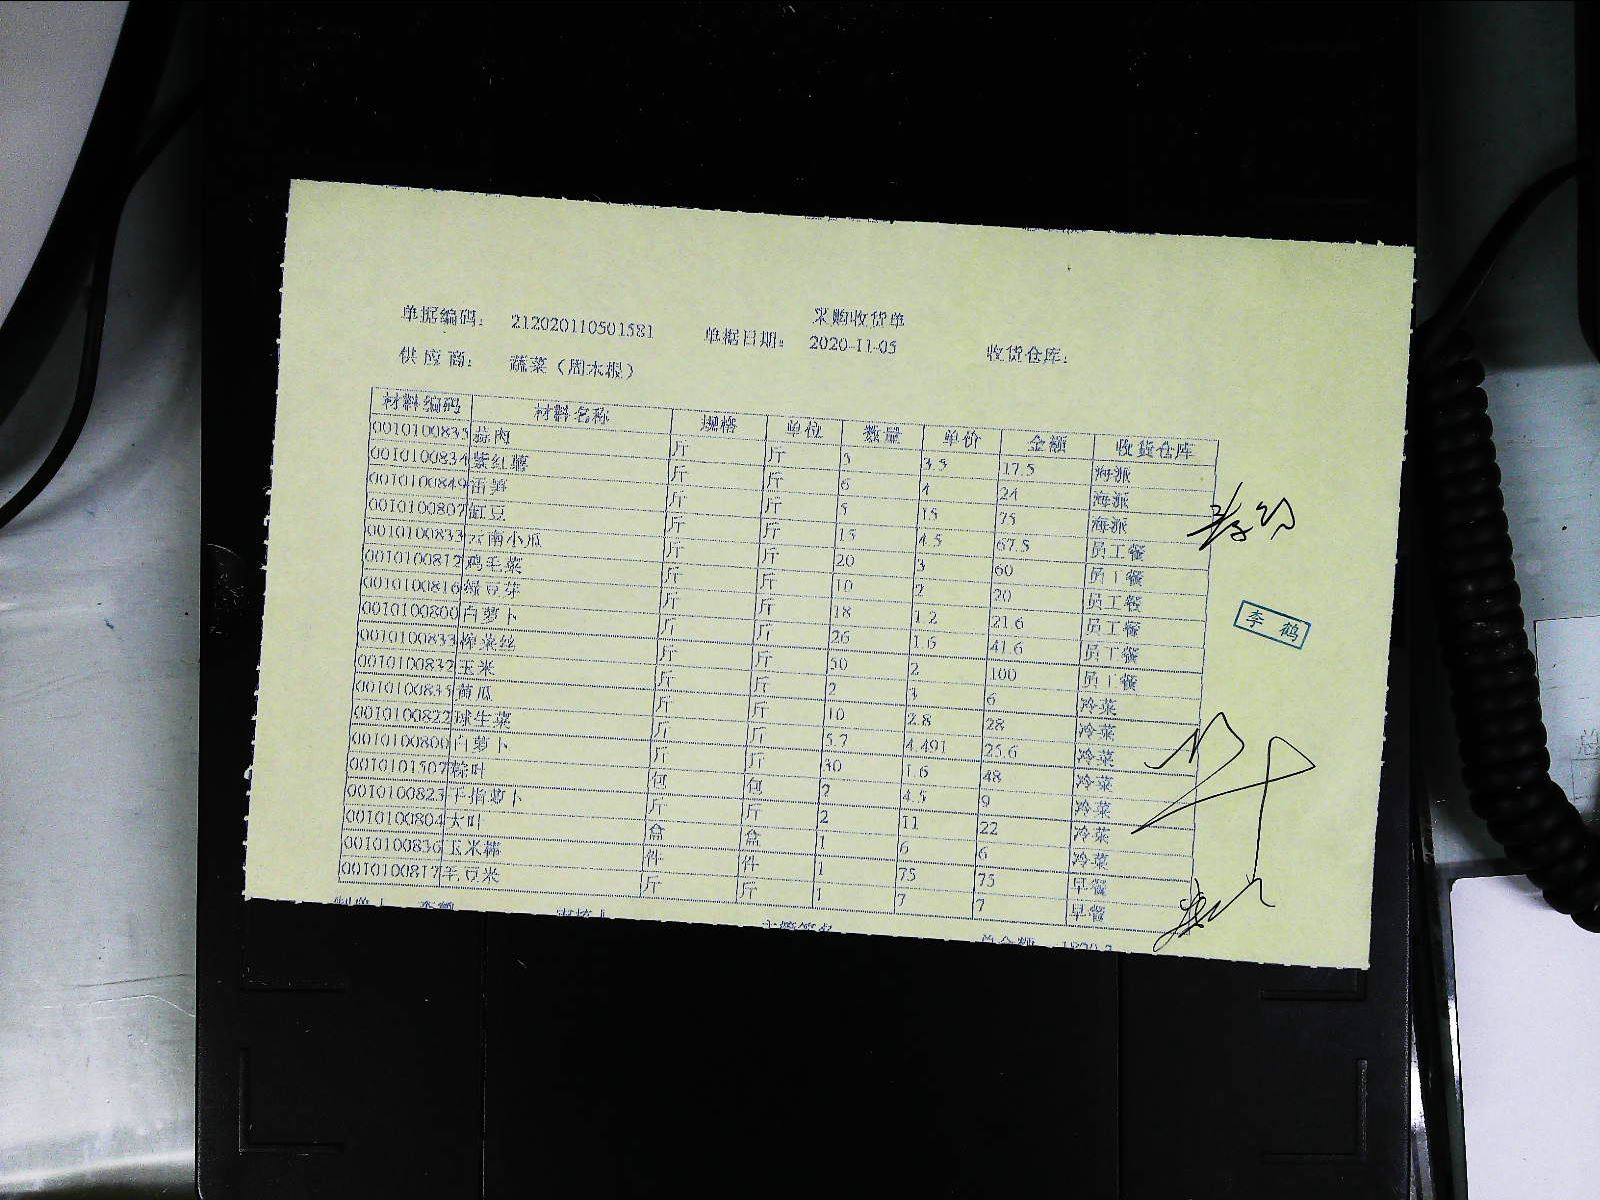 采购收货单
单据编码: 212020110501581 单据日期: 2020-11-05 收货仓库:
供应商: 蔬菜(周木根)
材料编码 材料名称 规格 单位 数量 单价 金额 收货仓库
0010100835 蒜肉 斤 斤 5 3.5 17.5 海派
0010100834 紫红薯 斤 斤 6 4 24 海派
0010100849 雷笋 斤 斤 5 15 75 海派
0010100807 豇豆 斤 斤 15 4.5 67.5 员工餐
0010100833 云南小瓜 斤 斤 20 3 60 员工餐
0010100812 鸡毛菜 斤 斤 10 2 20 员工餐
0010100816 绿豆芽 斤 斤 18 1.2 21.6 员工餐
0010100800 白萝卜 斤 斤 26 1.6 41.6 员工餐
0010100833 榨菜丝 斤 斤 50 2 100 员工餐
0010100832 玉米 斤 斤 2 3 6 冷菜
0010100835 黄瓜 斤 斤 10 2.8 28 冷菜
0010100822 球生菜 斤 斤 5.7 4.491 25.6 冷菜
0010100800 白萝卜 斤 斤 30 1.6 48 冷菜
0010101507 粽叶 包 包 2 4.5 9 冷菜
0010100823 手指萝卜 斤 斤 2 11 22 冷菜
0010100804 大叶 盒 盒 1 6 6 冷菜
0010100836 玉米棒 件 件 1 75 75 早餐
0010100817 毛豆米 斤 斤 1 7 7 早餐
李鹤